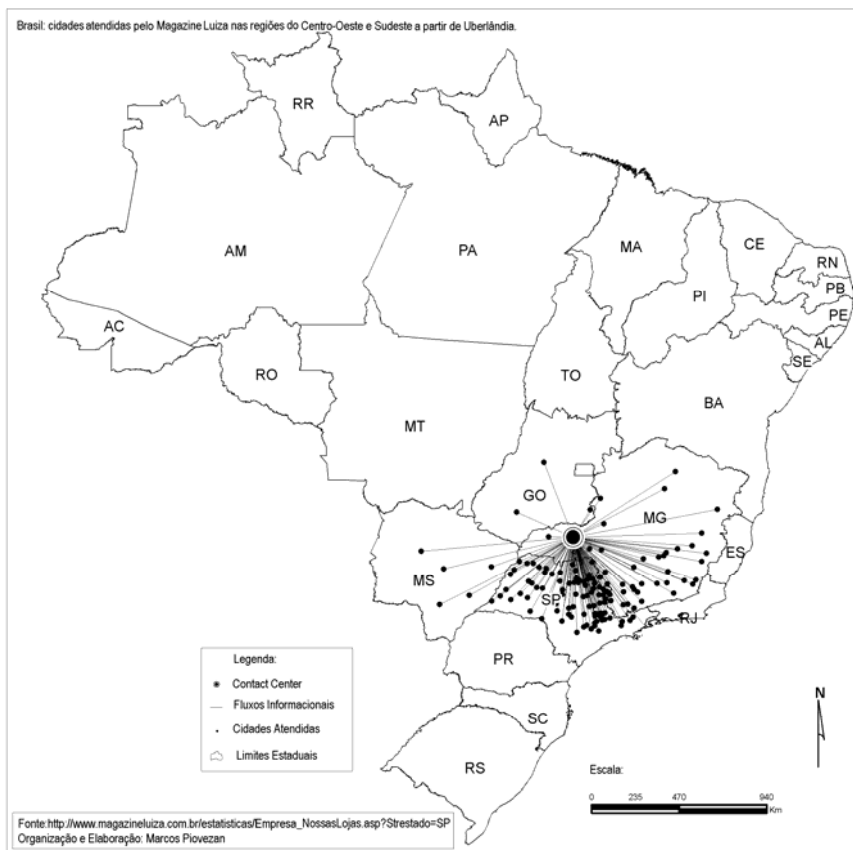 Brasil: cidades atendidas pelo Magazine Luiza nas regiões do Centro-Oeste e Sudeste a partir de Uberlândia.
RR
AP
AM
PA
MA
CE
RN
PB
PE
AL
SE
PI
AC
RO
TO
BA
MT
GO
MG
ES
MS
SP
RJ
PR
SC
RS
Legenda:
Contact Center
Fluxos Informacionais
Cidades Atendidas
Limites Estaduais
N
Escala:
0 235 470 940
Km
Fonte:http://www.magazineluiza.com.br/estatisticas/Empresa_NossasLojas.asp?Strestado=SP
Organização e Elaboração: Marcos Piovezan